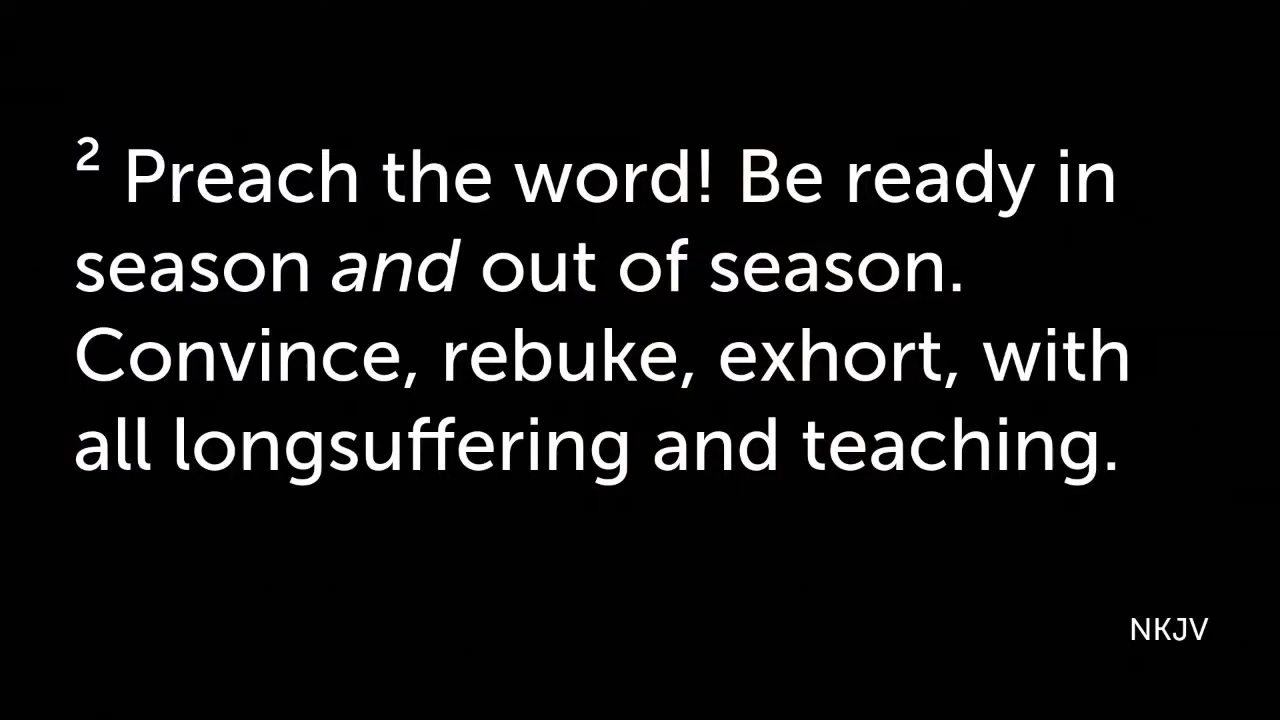 ² Preach the word! Be ready in
season and out of season.
Convince, rebuke, exhort, with
all longsuffering and teaching.
NKJV